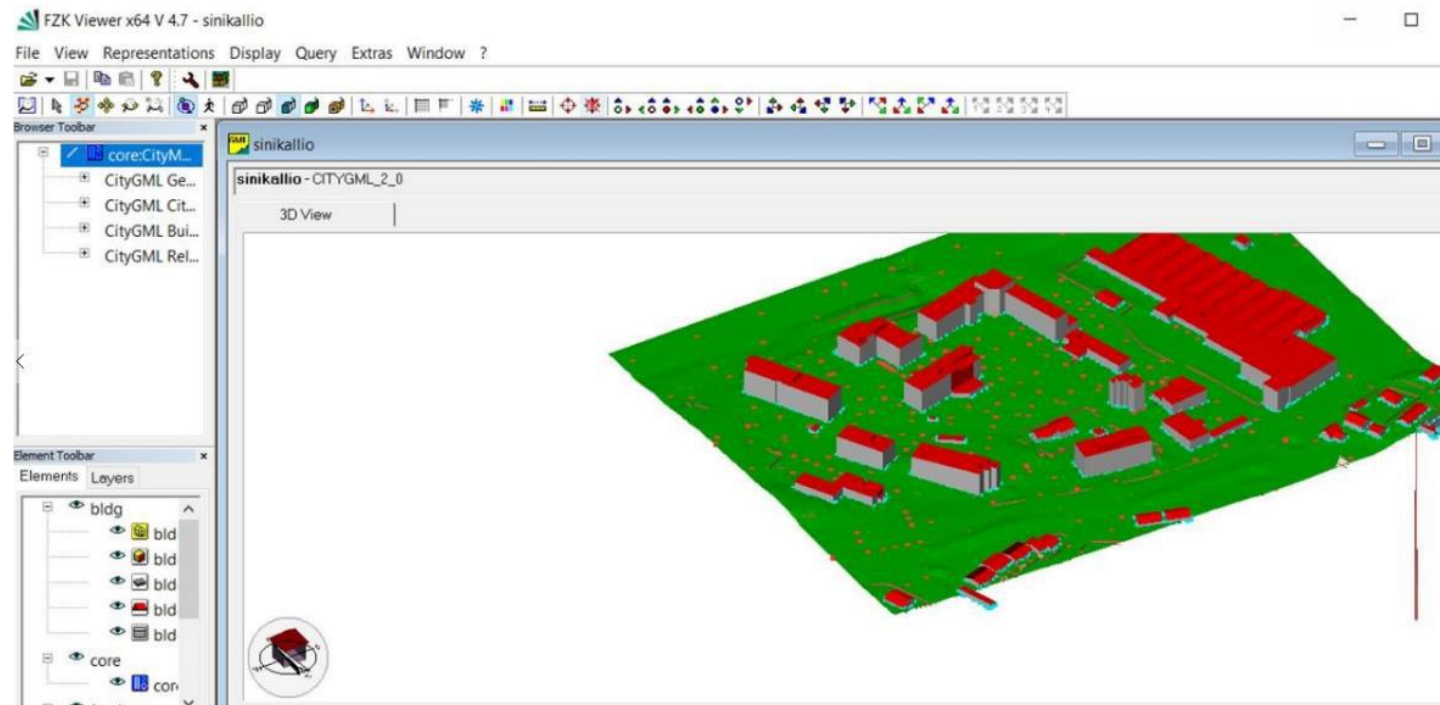 FZK Viewer x64 V 4.7 - sinikallio
File View Representations Display Query Extras Window ?
Browser Toolbar
core:CityM...
CityGML Ge...
CityGML Cit...
CityGML Bui...
CityGML Rel...
sinikallio
sinikallio - CITYGML_2_0
3D View
Element Toolbar
Elements Layers
bldg
bld
bld
bld
bld
bld
core
cor